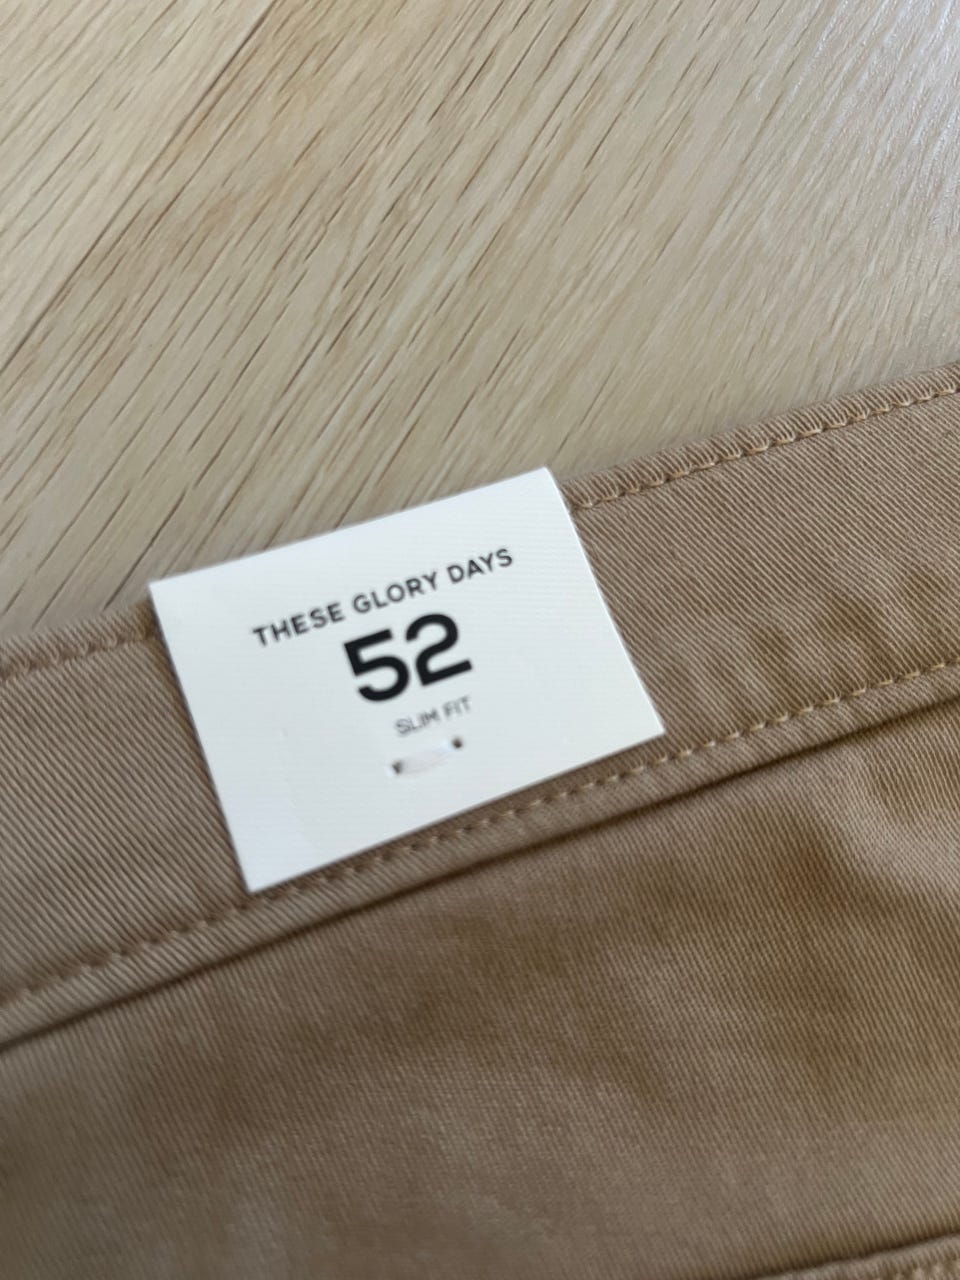 THESE GLORY DAYS
52
SLIM FIT